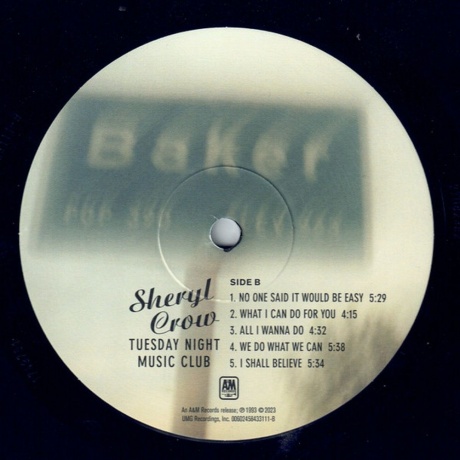 Baker
Sheryl
Crow
TUESDAY NIGHT
MUSIC CLUB
SIDE B
1. NO ONE SAID IT WOULD BE EASY 5:29
2. WHAT I CAN DO FOR YOU 4:15
3. ALL I WANNA DO 4:32
4. WE DO WHAT WE CAN 5:38
5. I SHALL BELIEVE 5:34
A&M
An A&M Records release; ℗ 1993 © 2023
UMG Recordings, Inc. 00602458433111-B